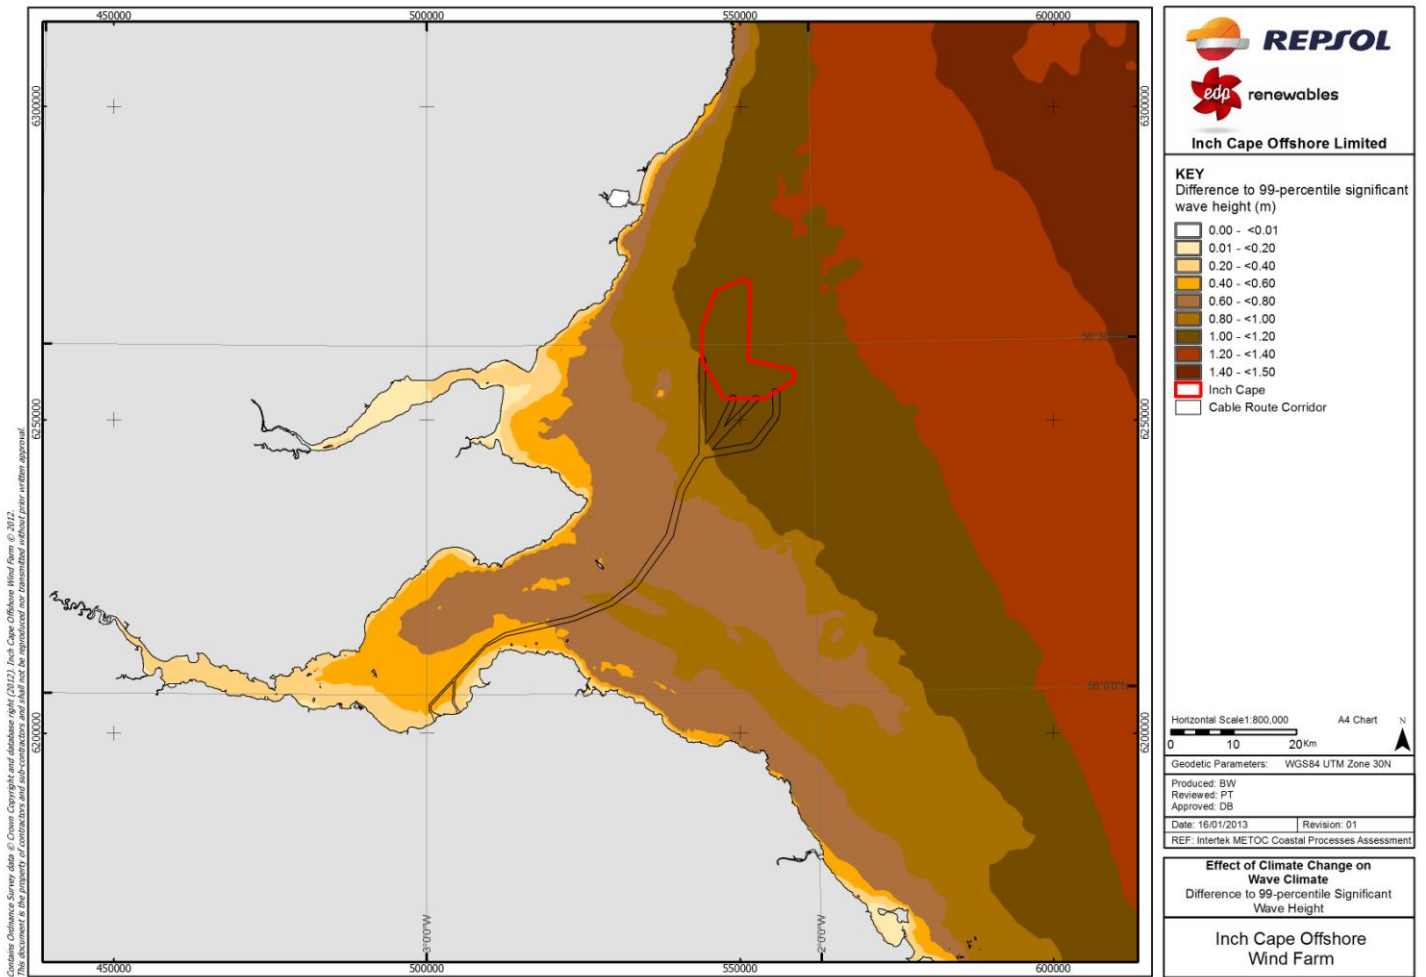 450000
500000
550000
600000
6300000
6300000
6250000
6250000
6200000
6200000
56°0'0"N
2°0'0"W
450000
500000
550000
600000
Contains Ordnance Survey data © Crown Copyright and database right (2012). Inch Cape Offshore Wind Farm © 2012.
This document is the property of contractors and sub-contractors and shall not be reproduced nor transmitted without prior written approval.
REPSOL
edp renewables
Inch Cape Offshore Limited
KEY
Difference to 99-percentile significant
wave height (m)
0.00 - <0.01
0.01 - <0.20
0.20 - <0.40
0.40 - <0.60
0.60 - <0.80
0.80 - <1.00
1.00 - <1.20
1.20 - <1.40
1.40 - <1.50
Inch Cape
Cable Route Corridor
Horizontal Scale1:800,000 A4 Chart N
0 10 20Km
Geodetic Parameters: WGS84 UTM Zone 30N
Produced: BW
Reviewed: PT
Approved: DB
Date: 16/01/2013 Revision: 01
REF: Intertek METOC Coastal Processes Assessment
Effect of Climate Change on
Wave Climate
Difference to 99-percentile Significant
Wave Height
Inch Cape Offshore
Wind Farm